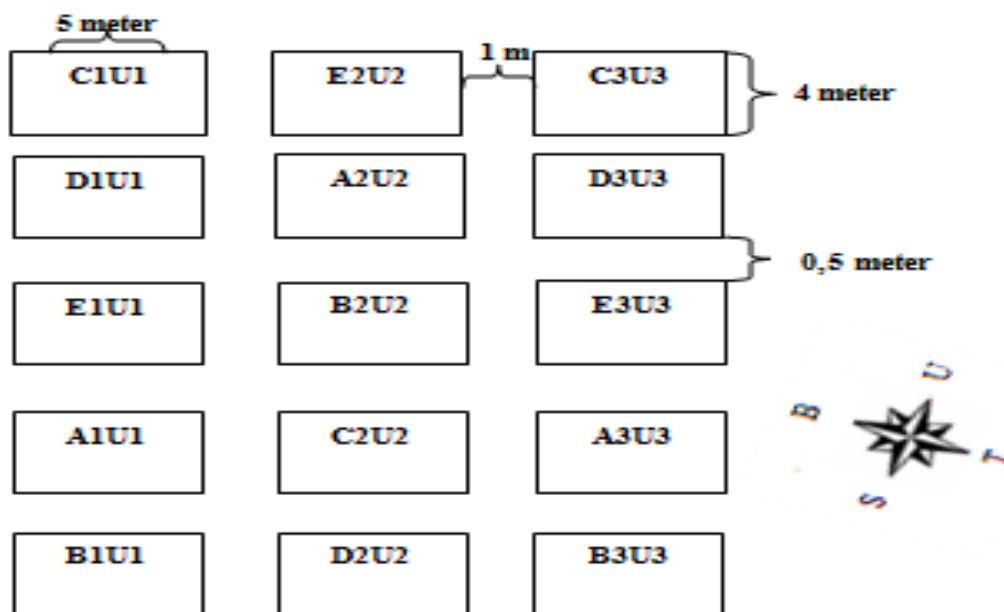 5 meter
1 m
C1U1 E2U2 C3U3
4 meter
D1U1 A2U2 D3U3
0,5 meter
E1U1 B2U2 E3U3
U
B
T
S
A1U1 C2U2 A3U3
B1U1 D2U2 B3U3